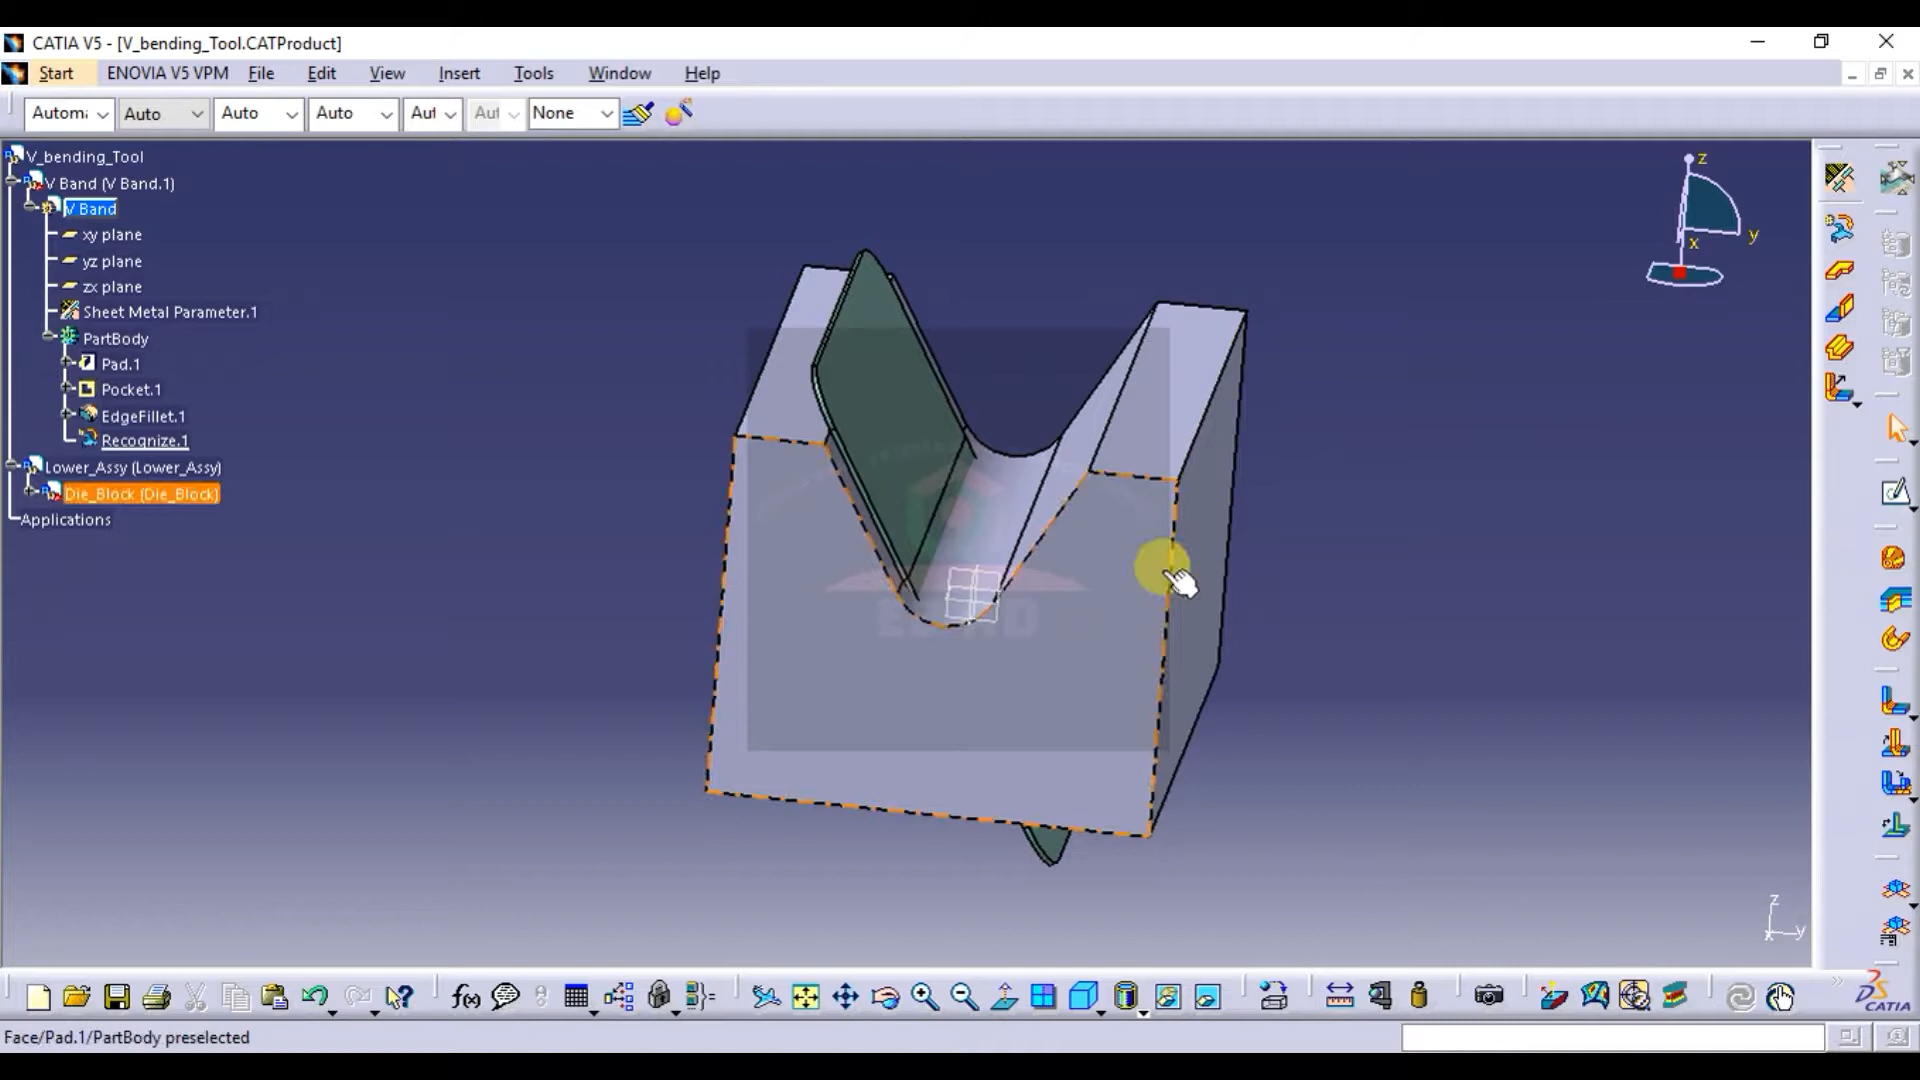 CATIA V5 - [V_bending_Tool.CATProduct]
Start ENOVIA V5 VPM File Edit View Insert Tools Window Help
Automa Auto Auto Auto Aut Aut None
V_bending_Tool
V Band (V Band.1)
V Band
xy plane
yz plane
zx plane
Sheet Metal Parameter.1
PartBody
Pad.1
Pocket.1
EdgeFillet.1
Recognize.1
Lower_Assy (Lower_Assy)
Die_Block (Die_Block)
Applications
z
y
x
z
y
x
f(x)
CATIA
Face/Pad.1/PartBody preselected